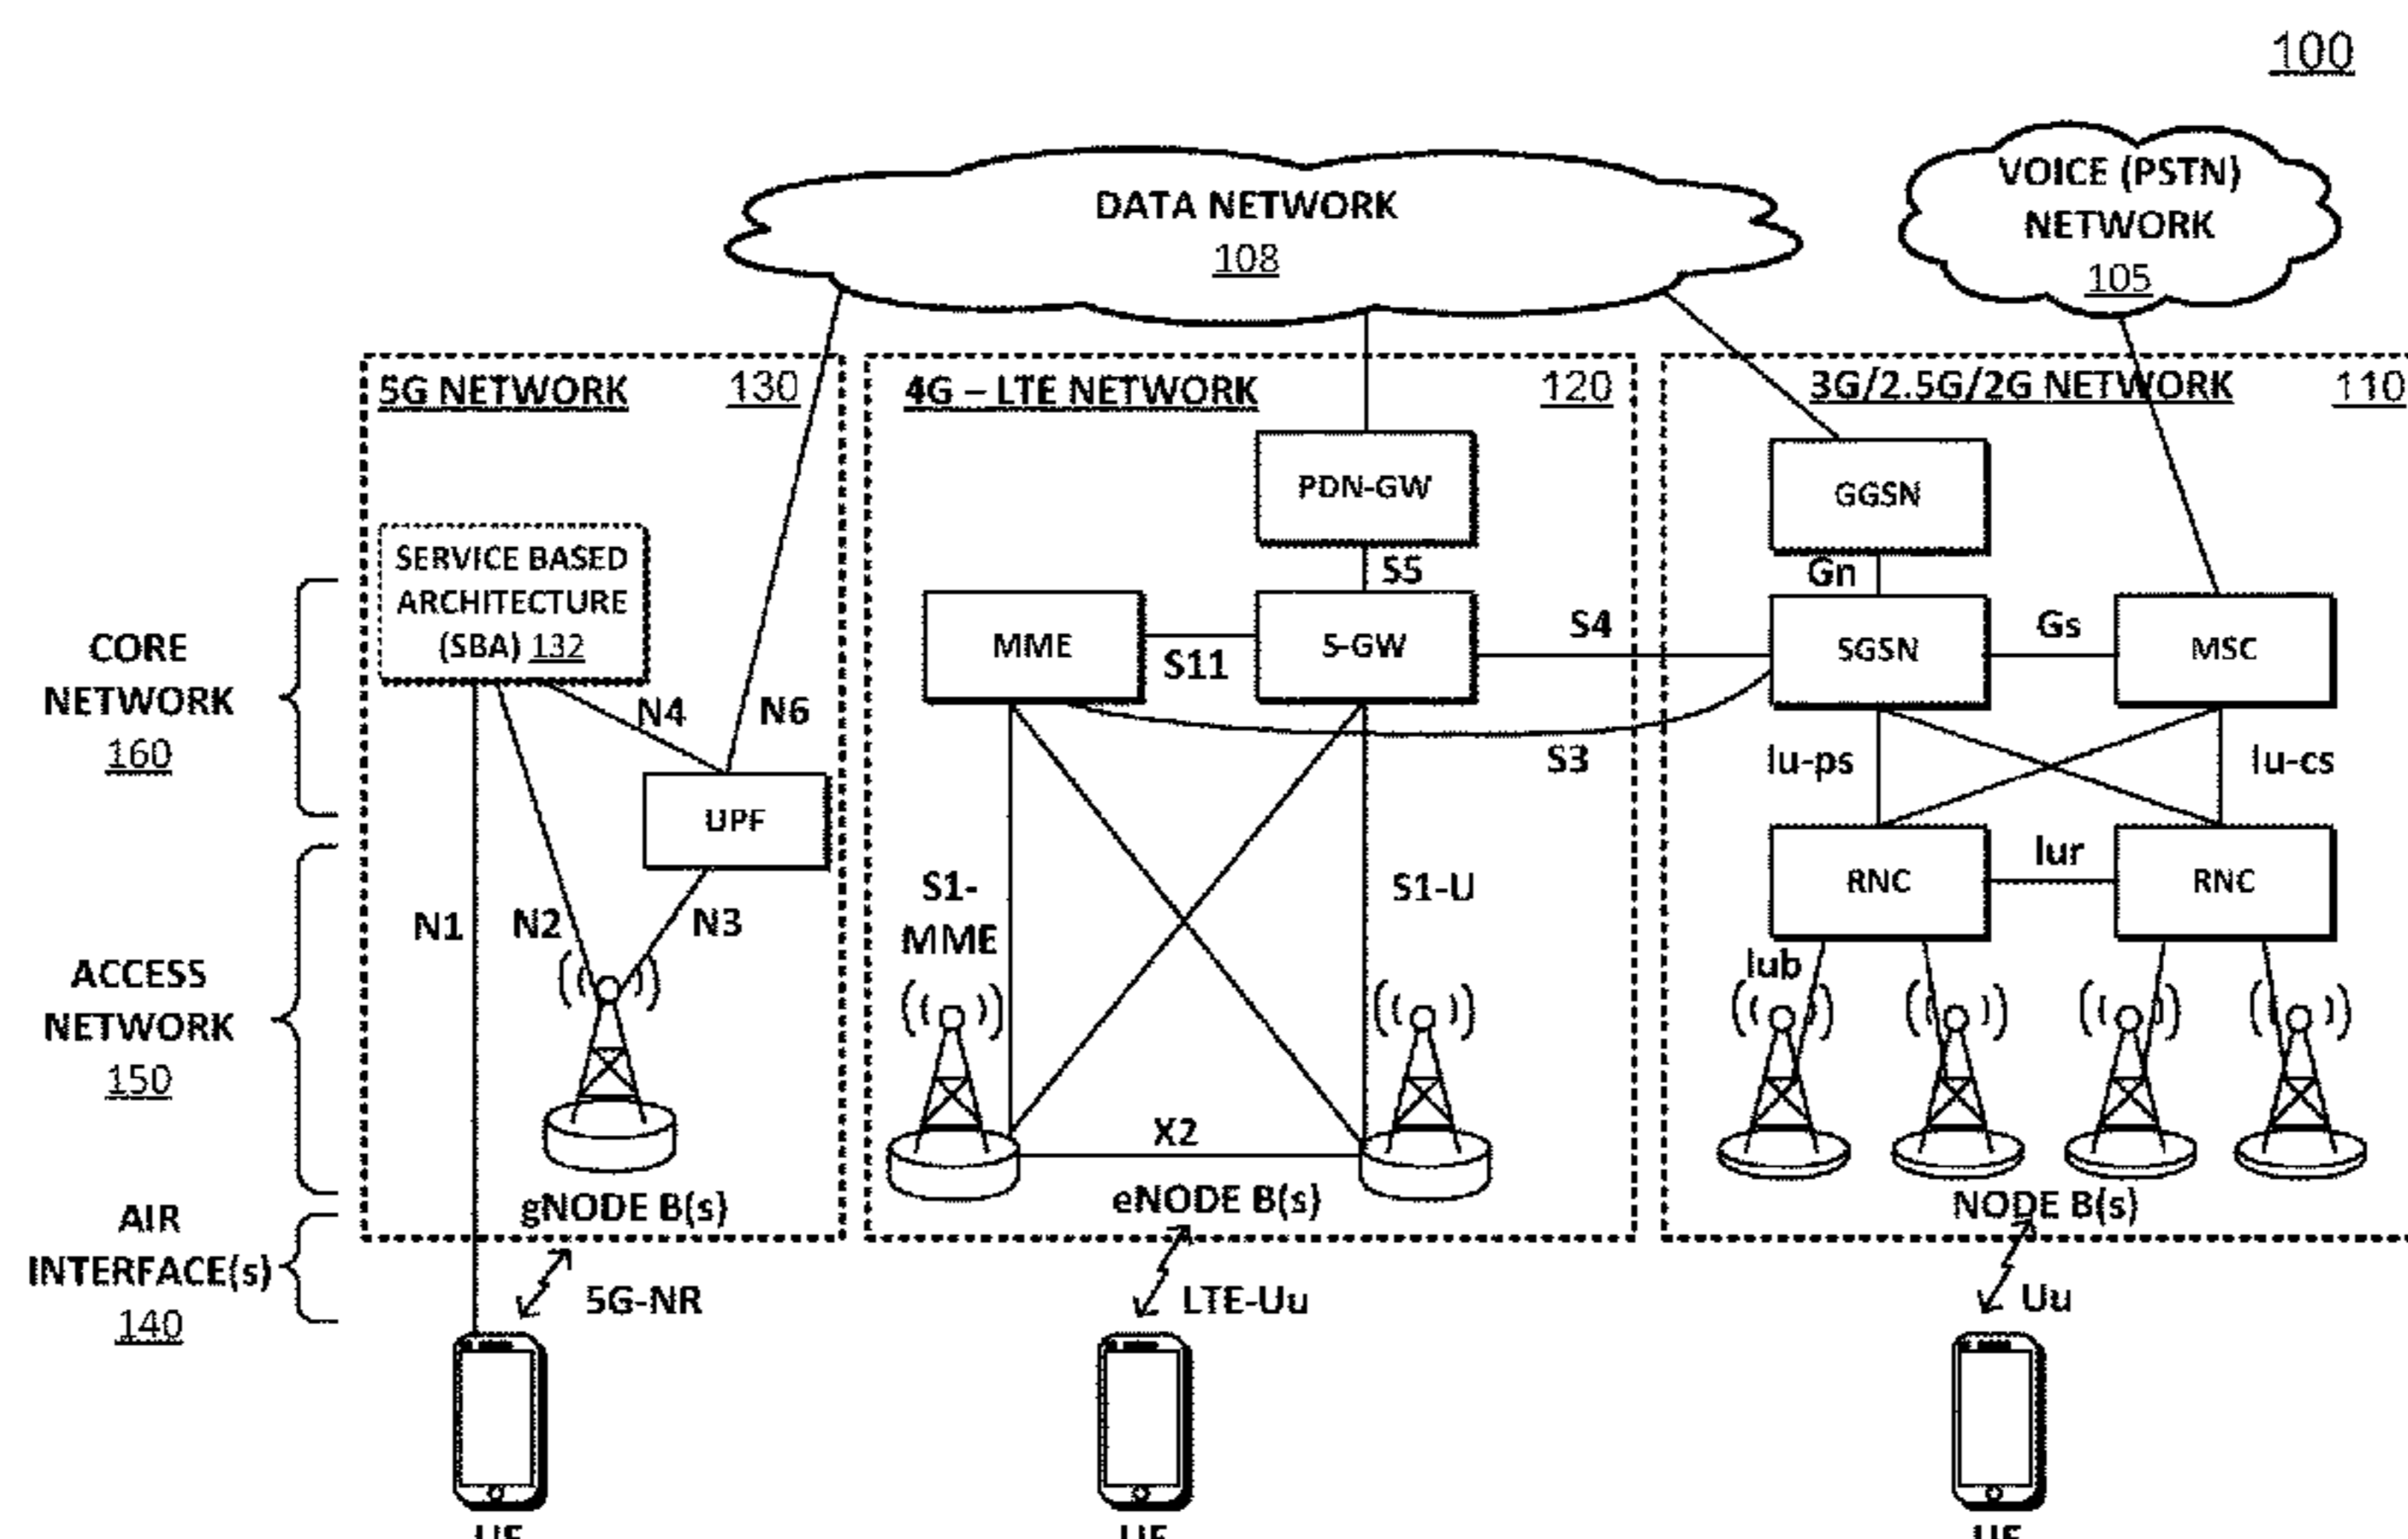 100
DATA NETWORK
108
VOICE (PSTN)
NETWORK
105
5G NETWORK 130
4G – LTE NETWORK 120
3G/2.5G/2G NETWORK 110
CORE
NETWORK
160
ACCESS
NETWORK
150
AIR
INTERFACE(s)
140
SERVICE BASED
ARCHITECTURE
(SBA) 132
N4
N6
UPF
N1
N2
N3
gNODE B(s)
5G-NR
UE
PDN-GW
S5
MME
S11
S-GW
S4
S3
S1-
MME
S1-U
X2
eNODE B(s)
LTE-Uu
UE
GGSN
Gn
SGSN
Gs
MSC
Iu-ps
Iu-cs
RNC
Iur
RNC
Iub
NODE B(s)
Uu
UE